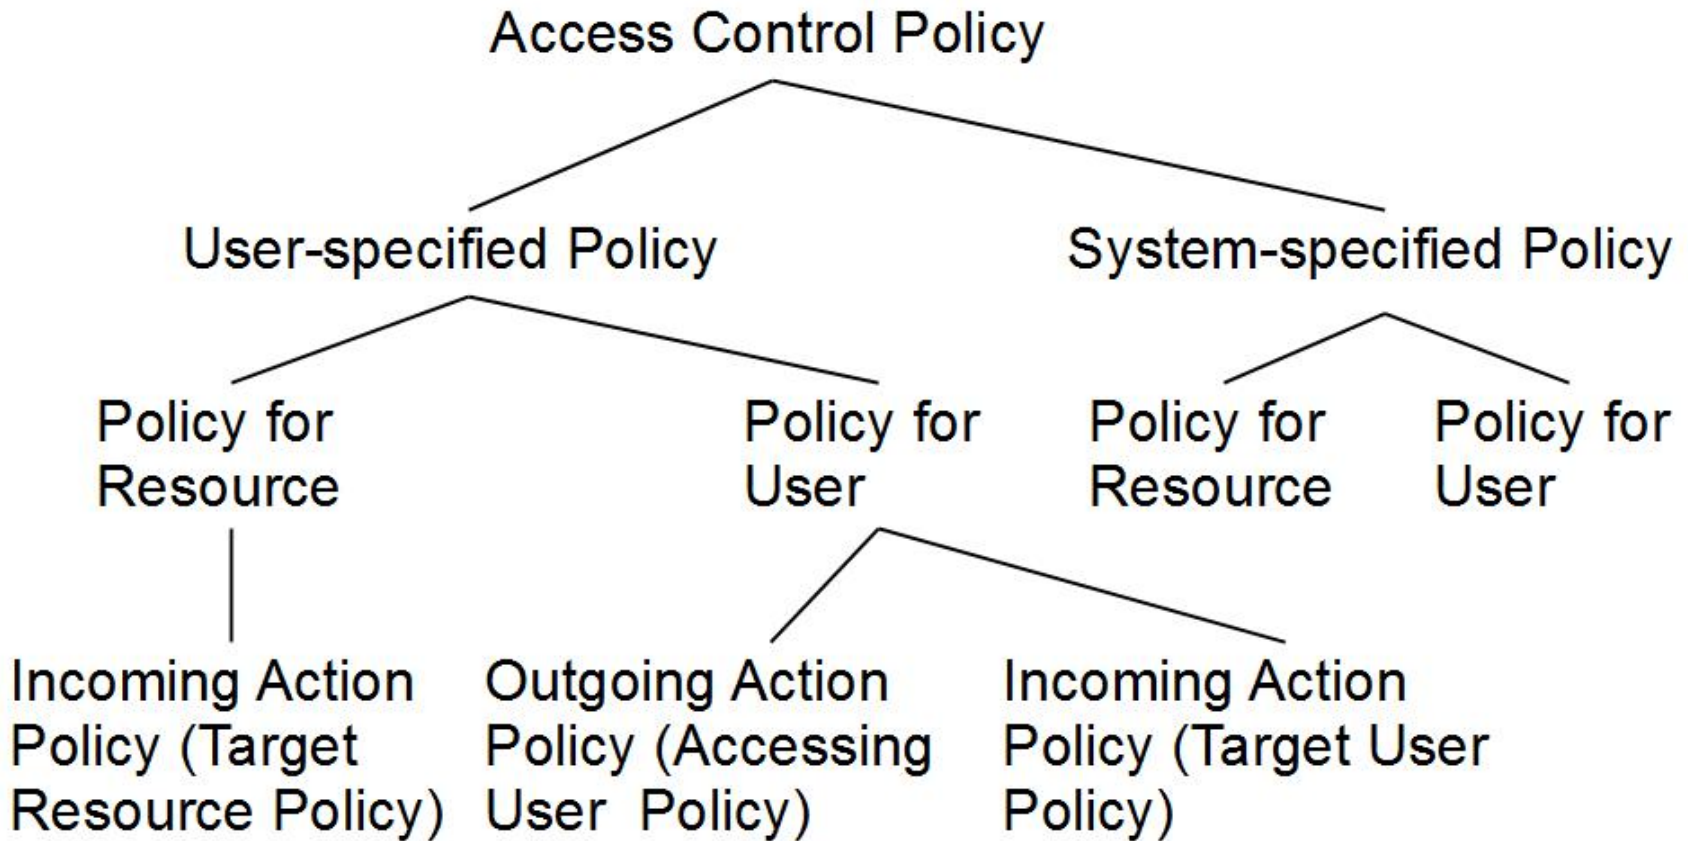 Access Control Policy
User-specified Policy
System-specified Policy
Policy for
Resource
Policy for
User
Policy for
Resource
Policy for
User
Incoming Action
Policy (Target
Resource Policy)
Outgoing Action
Policy (Accessing
User Policy)
Incoming Action
Policy (Target User
Policy)